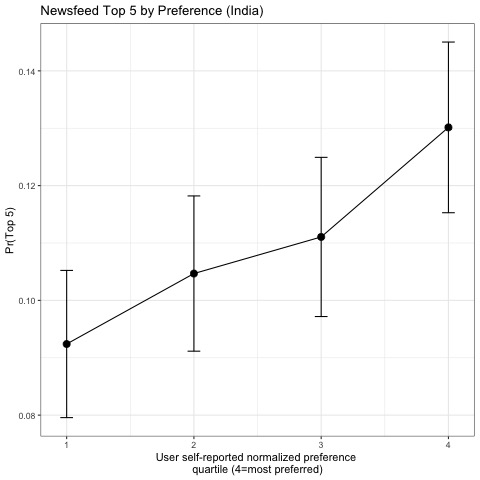 Newsfeed Top 5 by Preference (India)
Pr(Top 5)
0.14
0.12
0.10
0.08
1 2 3 4
User self-reported normalized preference
quartile (4=most preferred)